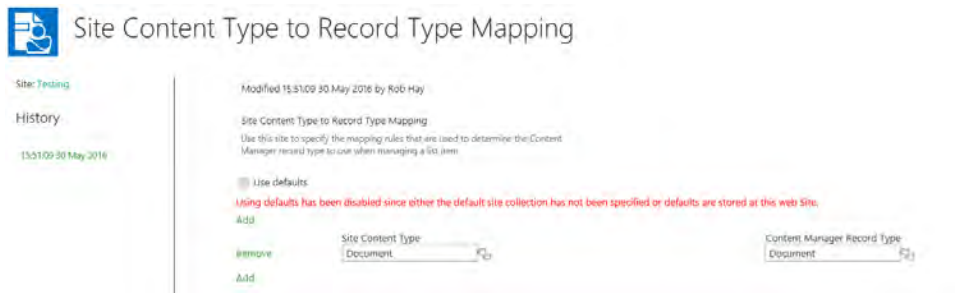 Site Content Type to Record Type Mapping
Site: Testing
History
15:51:09 30 May 2016
Modified 15:51:09 30 May 2016 by Rob Hay
Site Content Type to Record Type Mapping
Use this site to specify the mapping rules that are used to determine the Content
Manager record type to use when managing a list item
Use defaults
Using defaults has been disabled since either the default site collection has not been specified or defaults are stored at this web Site.
Add
Site Content Type
Content Manager Record Type
Remove
Document
Document
Add